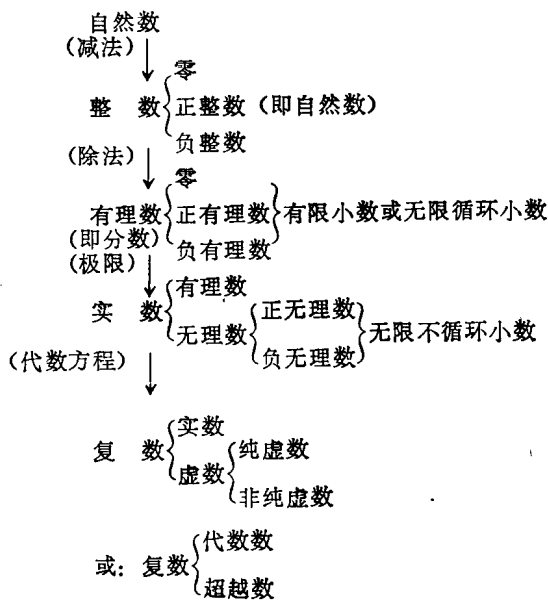 自然数
(减法)
零
整 数 正整数 (即自然数)
负整数
(除法)
零
有理数 正有理数 有限小数或无限循环小数
(即分数) 负有理数
(极限)
有理数
实 数 正无理数
无理数 无限不循环小数
负无理数
(代数方程)
实数
复 数 纯虚数
虚数
非纯虚数
代数数
或: 复数
超越数